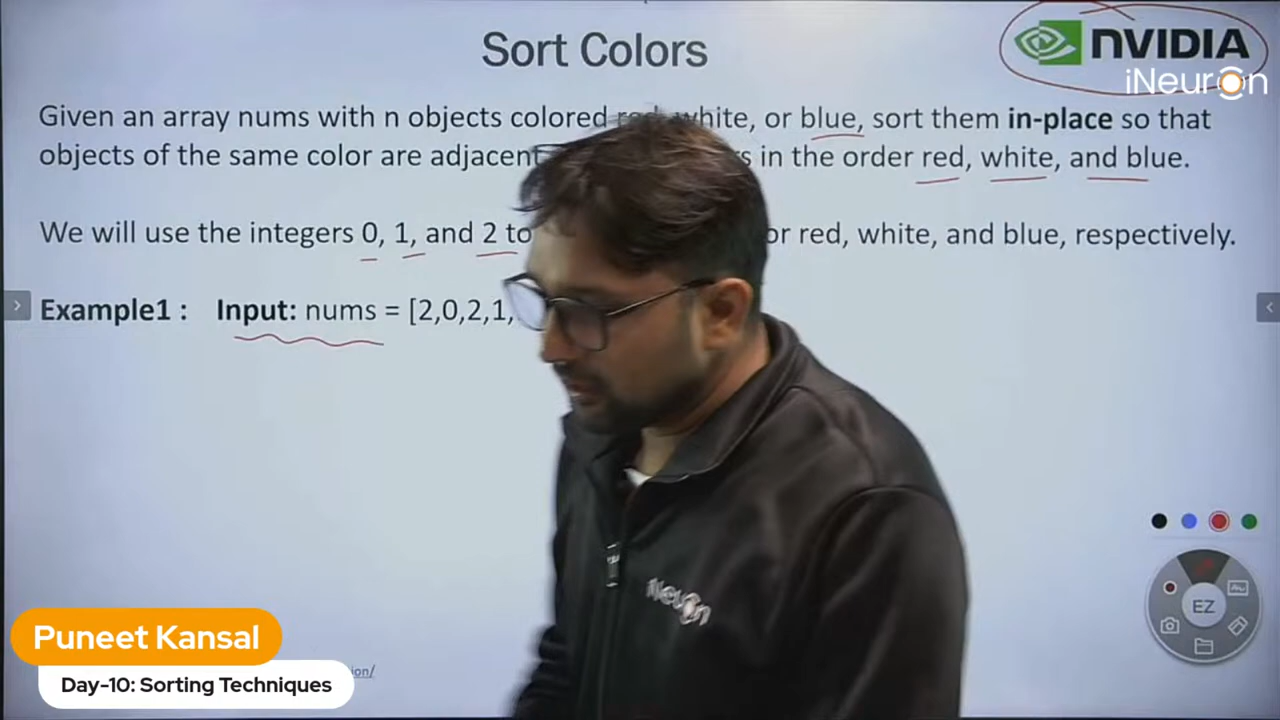 Sort Colors
NVIDIA
iNeuron
Given an array nums with n objects colored red, white, or blue, sort them in-place so that
objects of the same color are adjacent in the order red, white, and blue.
We will use the integers 0, 1, and 2 to or red, white, and blue, respectively.
Example1 : Input: nums = [2,0,2,1,
EZ
iNeuron
Puneet Kansal
ion/
Day-10: Sorting Techniques